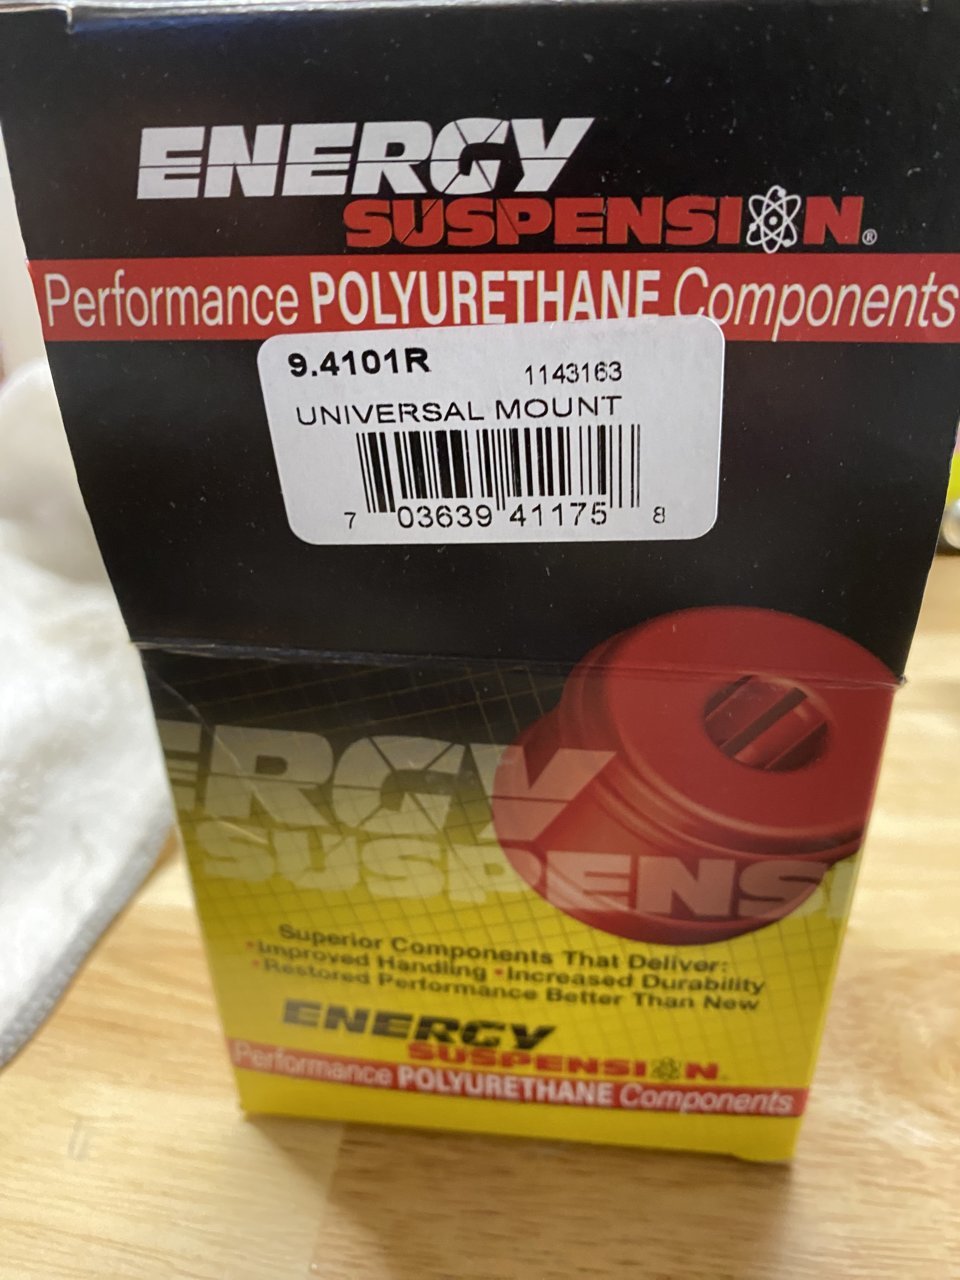 ENERGY
SUSPENSION®
Performance POLYURETHANE Components
9.4101R 1143163
UNIVERSAL MOUNT
7 03639 41175 8
ERGY
SUSPENS
Superior Components That Deliver:
•Improved Handling •Increased Durability
•Restored Performance Better Than New
ENERGY
SUSPENSION
Performance POLYURETHANE Components